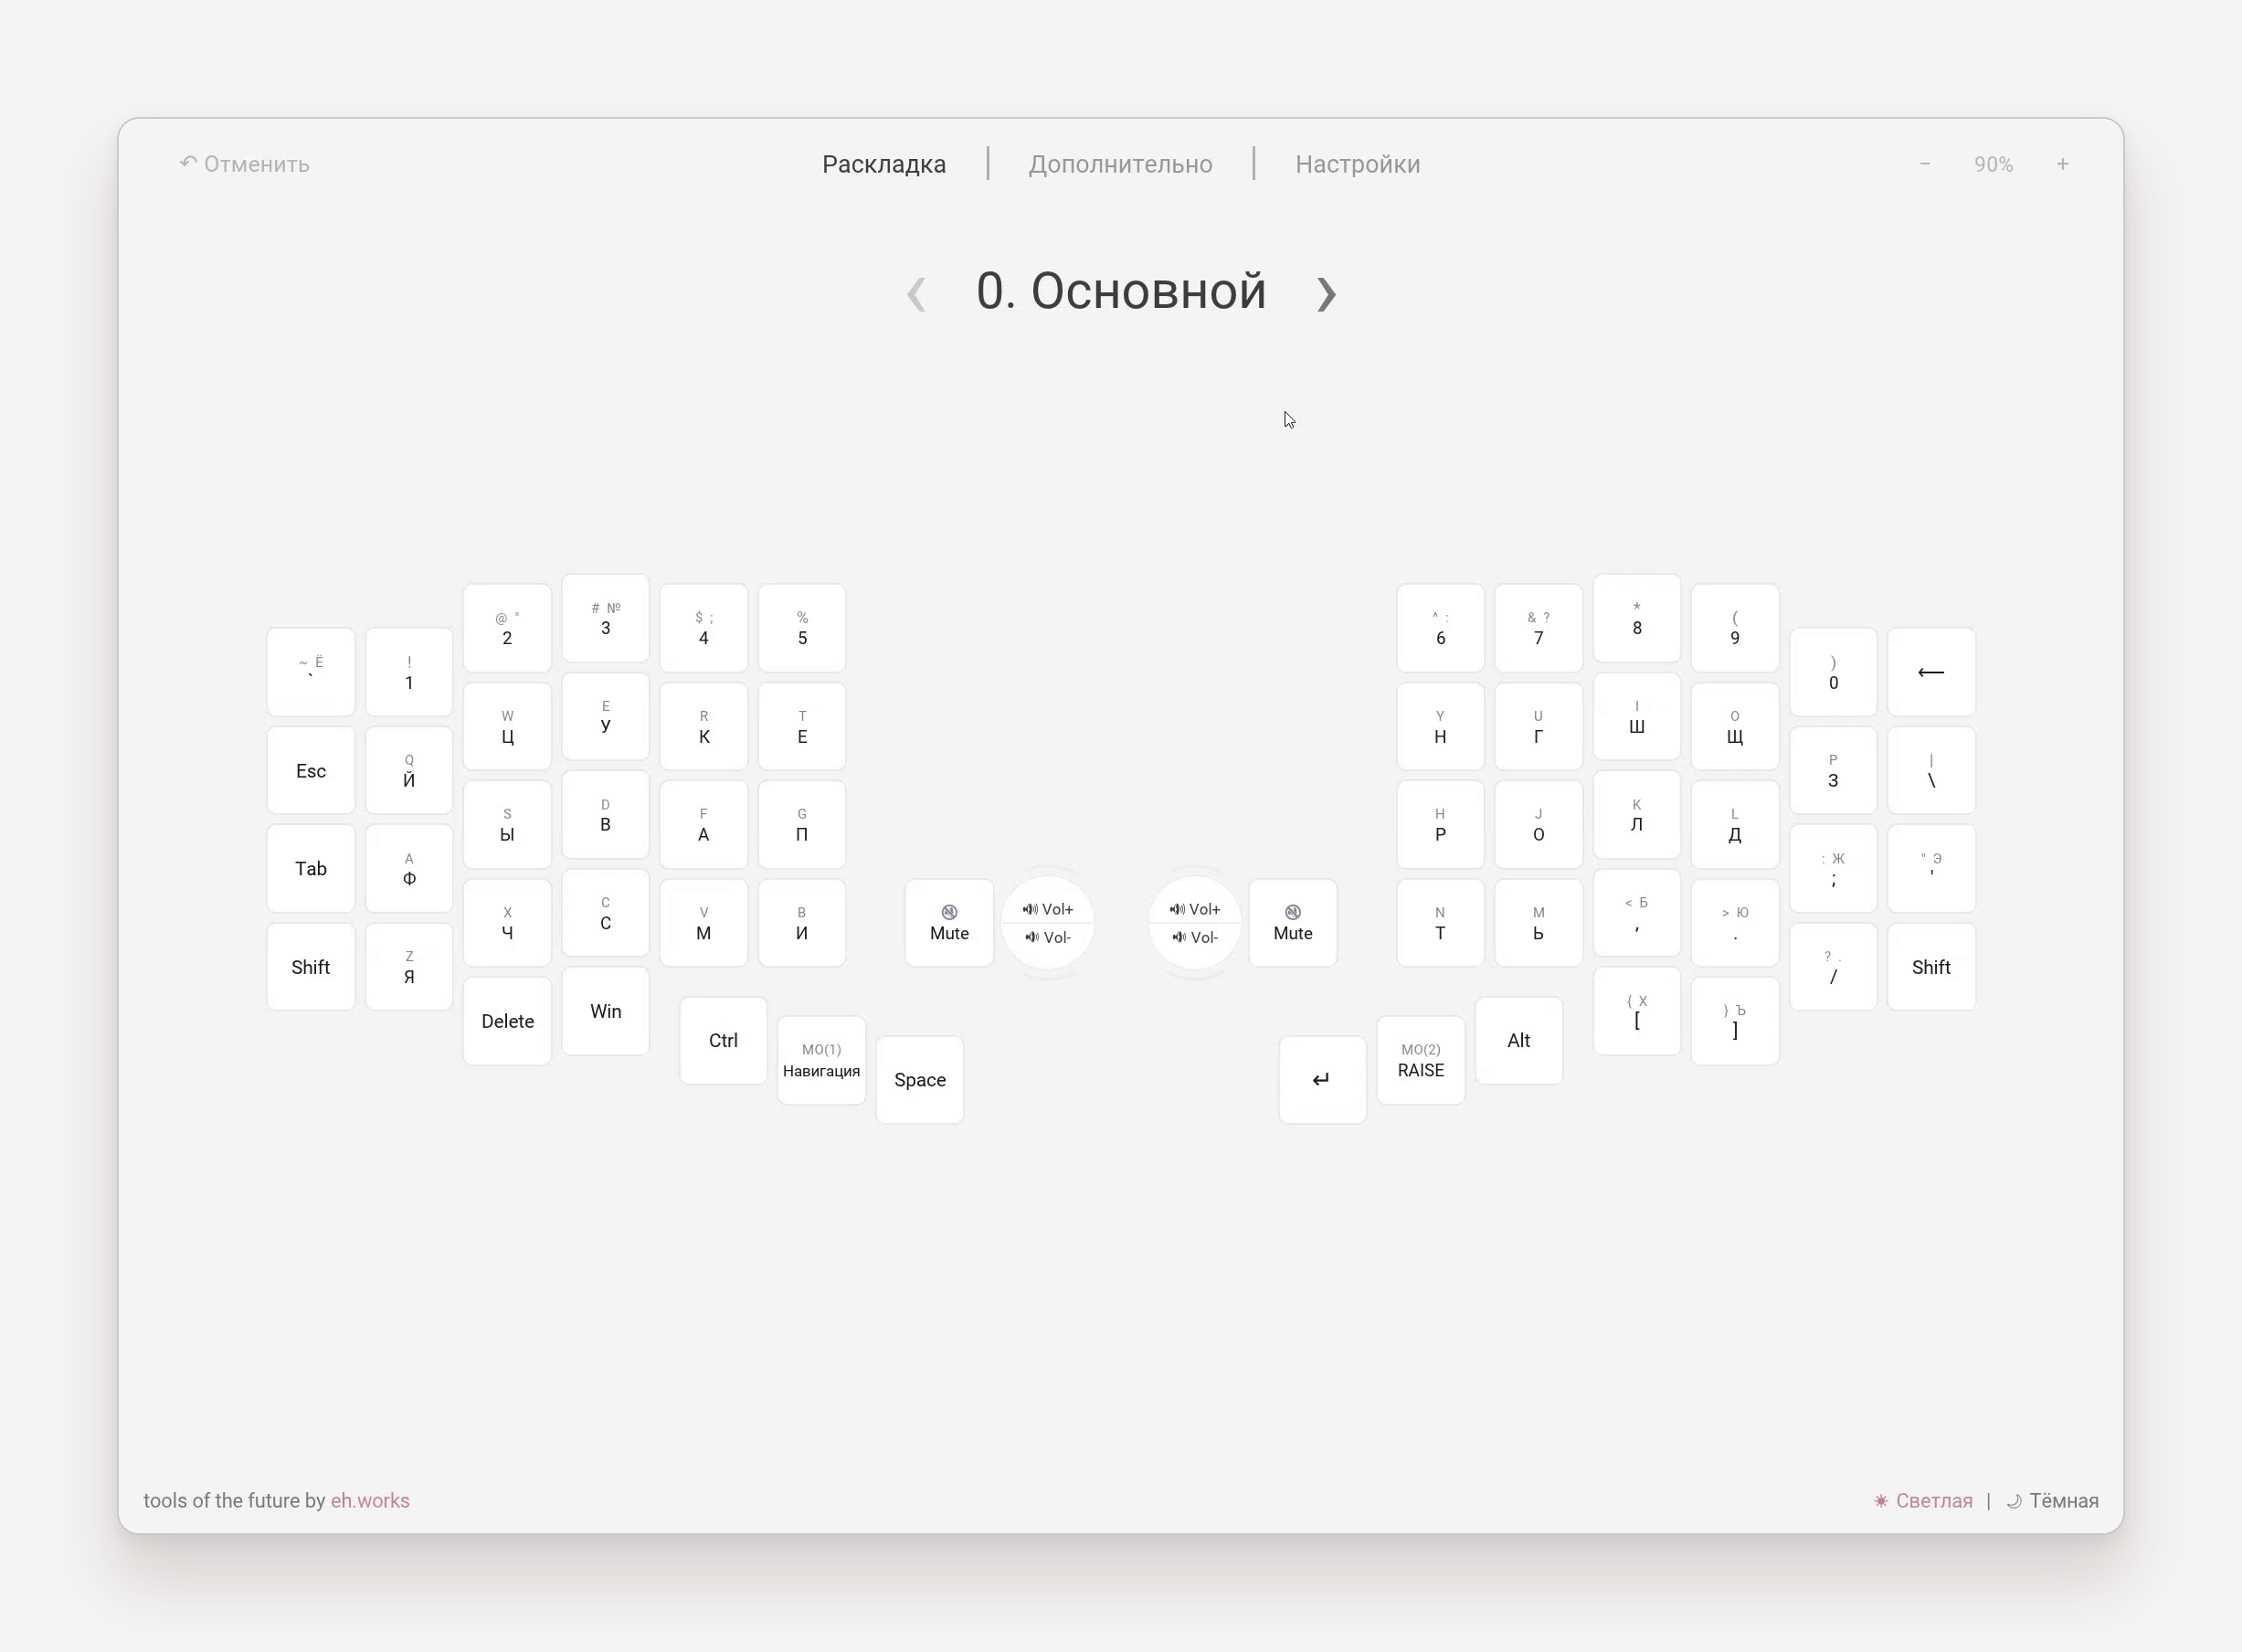 ↶ Отменить
Раскладка | Дополнительно | Настройки
− 90% +
‹ 0. Основной ›
~ Ё
`
!
1
@ "
2
# №
3
$ ;
4
%
5
^ :
6
& ?
7
*
8
(
9
)
0
⟵
Esc
Q
Й
W
Ц
E
У
R
К
T
Е
Y
Н
U
Г
I
Ш
O
Щ
P
З
|
\
Tab
A
Ф
S
Ы
D
В
F
А
G
П
H
Р
J
О
K
Л
L
Д
: Ж
;
" Э
'
Shift
Z
Я
X
Ч
C
С
V
М
B
И
Mute
Vol+
Vol-
Vol+
Vol-
Mute
N
Т
M
Ь
< Б
,
> Ю
.
? .
/
Shift
Delete
Win
Ctrl
MO(1)
Навигация
Space
↵
MO(2)
RAISE
Alt
{ Х
[
} Ъ
]
tools of the future by eh.works
☀ Светлая | ☽ Тёмная